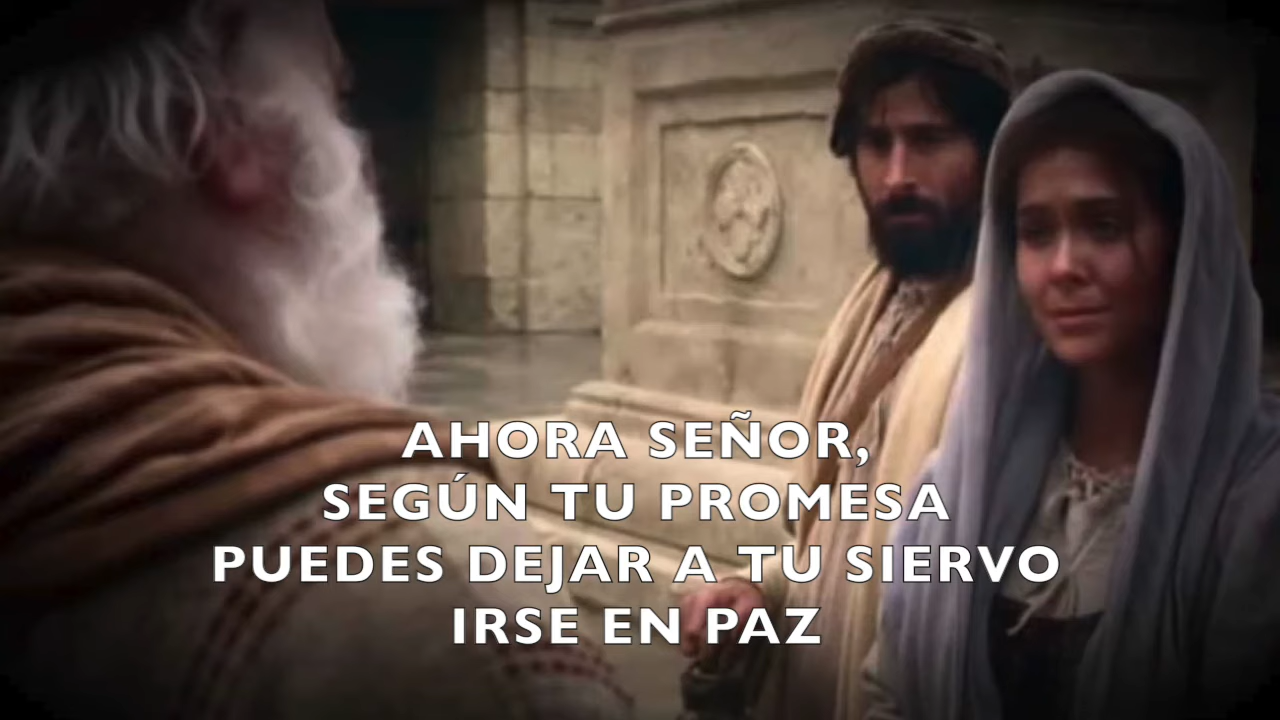 AHORA SEÑOR,
SEGÚN TU PROMESA
PUEDES DEJAR A TU SIERVO
IRSE EN PAZ